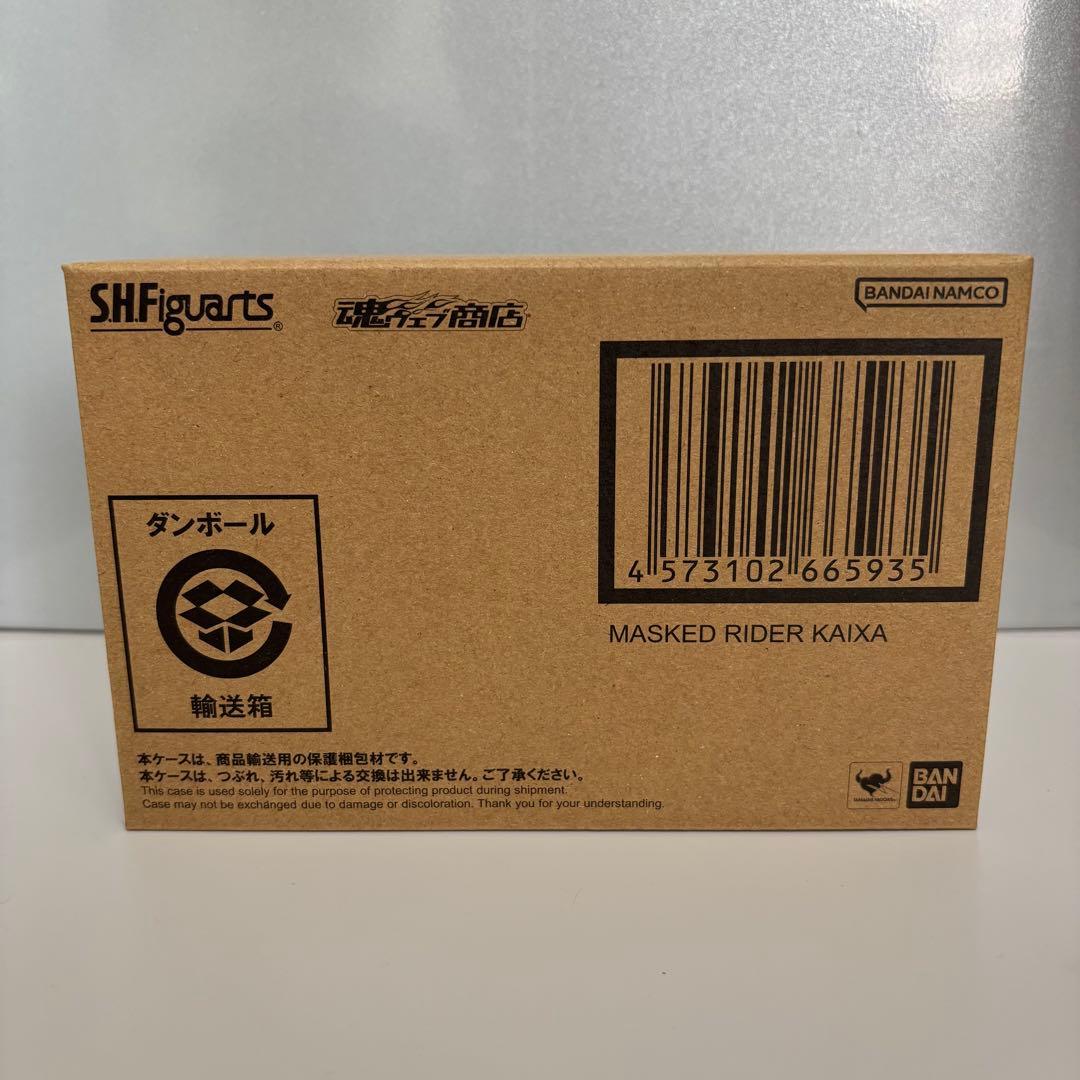 S.H.Figuarts®
魂ウェブ商店
BANDAI NAMCO
4 573102 665935
MASKED RIDER KAIXA
ダンボール
輸送箱
本ケースは、商品輸送用の保護梱包材です。
本ケースは、つぶれ、汚れ等による交換は出来ません。ご了承ください。
This case is used solely for the purpose of protecting product during shipment.
Case may not be exchanged due to damage or discoloration. Thank you for your understanding.
TAMASHII NATIONS
BAN
DAI